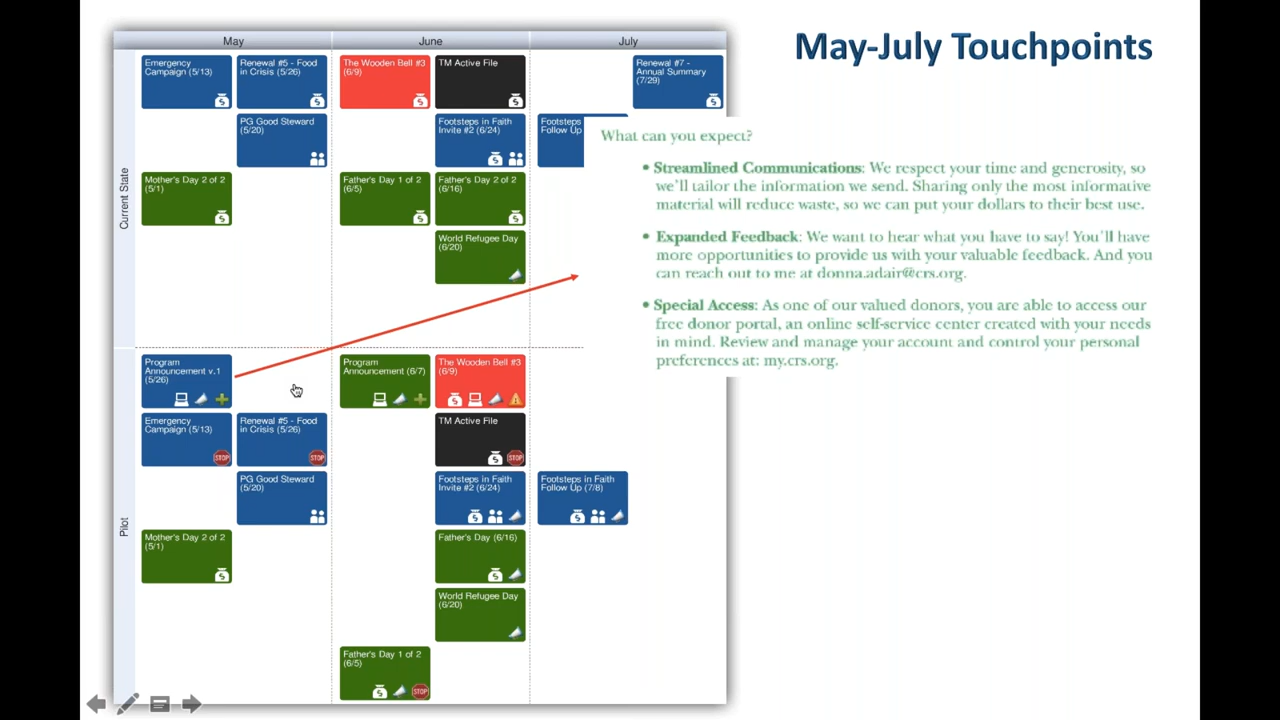 May-July Touchpoints
May
June
July
Current State
Emergency
Campaign (5/13)
Renewal #5 - Food
in Crisis (5/26)
The Wooden Bell #3
(6/9)
TM Active File
Renewal #7 -
Annual Summary
(7/29)
PG Good Steward
(5/20)
Footsteps in Faith
Invite #2 (6/24)
Footsteps
Follow Up
Mother's Day 2 of 2
(5/1)
Father's Day 1 of 2
(6/5)
Father's Day 2 of 2
(6/16)
World Refugee Day
(6/20)
What can you expect?
• Streamlined Communications: We respect your time and generosity, so
we'll tailor the information we send. Sharing only the most informative
material will reduce waste, so we can put your dollars to their best use.
• Expanded Feedback: We want to hear what you have to say! You'll have
more opportunities to provide us with your valuable feedback. And you
can reach out to me at donna.adair@crs.org.
• Special Access: As one of our valued donors, you are able to access our
free donor portal, an online self-service center created with your needs
in mind. Review and manage your account and control your personal
preferences at: my.crs.org.
Pilot
Program
Announcement v.1
(5/26)
Program
Announcement (6/7)
The Wooden Bell #3
(6/9)
Emergency
Campaign (5/13)
STOP
Renewal #5 - Food
in Crisis (5/26)
STOP
TM Active File
STOP
PG Good Steward
(5/20)
Footsteps in Faith
Invite #2 (6/24)
Footsteps in Faith
Follow Up (7/8)
Mother's Day 2 of 2
(5/1)
Father's Day (6/16)
World Refugee Day
(6/20)
Father's Day 1 of 2
(6/5)
STOP